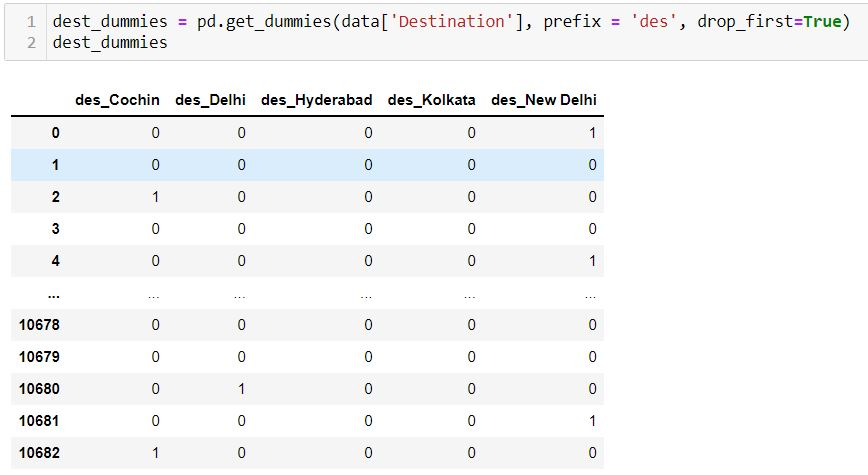 1 dest_dummies = pd.get_dummies(data['Destination'], prefix = 'des', drop_first=True)
2 dest_dummies
des_Cochin des_Delhi des_Hyderabad des_Kolkata des_New Delhi
0 0 0 0 0 1
1 0 0 0 0 0
2 1 0 0 0 0
3 0 0 0 0 0
4 0 0 0 0 1
... ... ... ... ... ...
10678 0 0 0 0 0
10679 0 0 0 0 0
10680 0 1 0 0 0
10681 0 0 0 0 1
10682 1 0 0 0 0